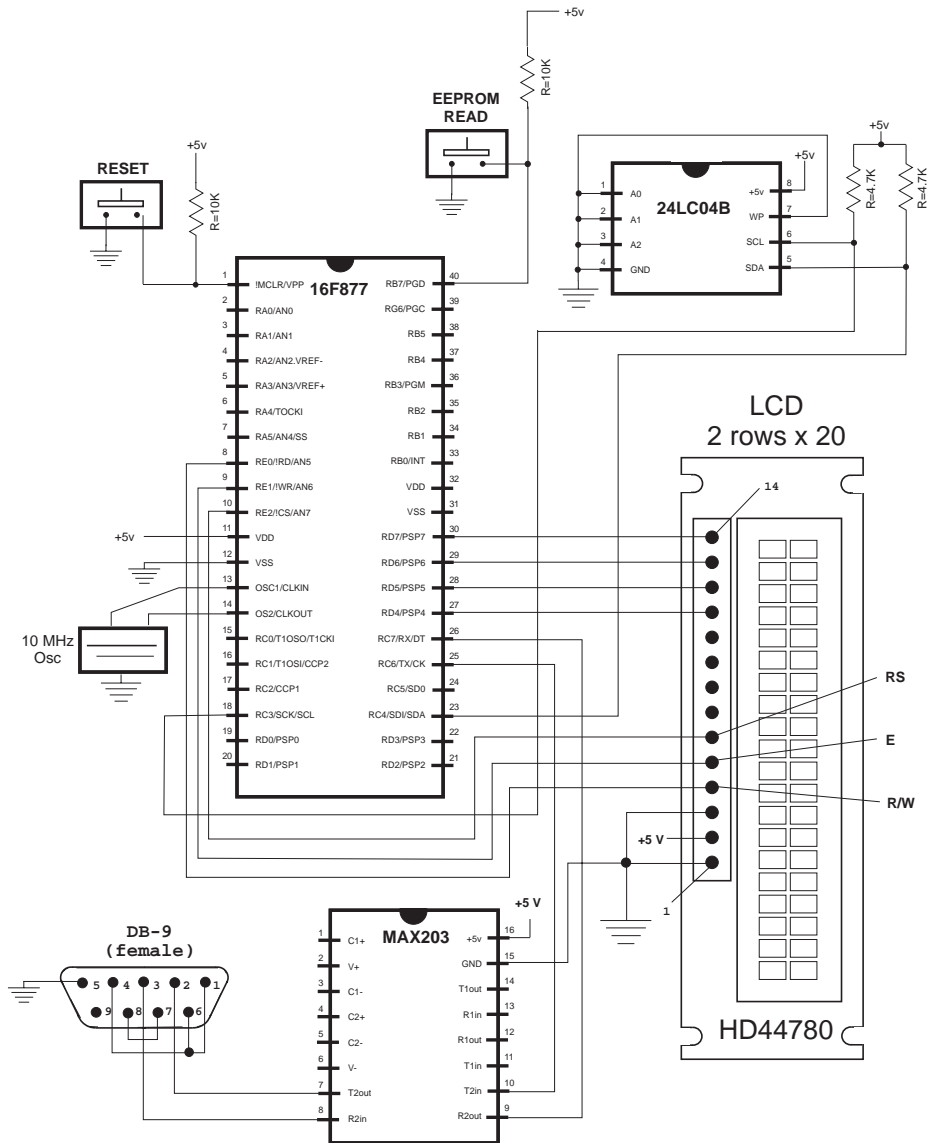 +5v
R=10K
EEPROM
READ
+5v
RESET
+5v
R=10K
+5v
R=4.7K
R=4.7K
24LC04B
1 A0
2 A1
3 A2
4 GND
8 +5v
7 WP
6 SCL
5 SDA
16F877
1 !MCLR/VPP
2 RA0/AN0
3 RA1/AN1
4 RA2/AN2.VREF-
5 RA3/AN3/VREF+
6 RA4/TOCKI
7 RA5/AN4/SS
8 RE0/!RD/AN5
9 RE1/!WR/AN6
10 RE2/!CS/AN7
11 VDD
12 VSS
13 OSC1/CLKIN
14 OS2/CLKOUT
15 RC0/T1OSO/T1CKI
16 RC1/T1OSI/CCP2
17 RC2/CCP1
18 RC3/SCK/SCL
19 RD0/PSP0
20 RD1/PSP1
RB7/PGD 40
RG6/PGC 39
RB5 38
RB4 37
RB3/PGM 36
RB2 35
RB1 34
RB0/INT 33
VDD 32
VSS 31
RD7/PSP7 30
RD6/PSP6 29
RD5/PSP5 28
RD4/PSP4 27
RC7/RX/DT 26
RC6/TX/CK 25
RC5/SD0 24
RC4/SDI/SDA 23
RD3/PSP3 22
RD2/PSP2 21
+5v
10 MHz
Osc
LCD
2 rows x 20
14
RS
E
R/W
+5 V
1
HD44780
DB-9
(female)
5 4 3 2 1
9 8 7 6
MAX203
+5 V
1 C1+
2 V+
3 C1-
4 C2+
5 C2-
6 V-
7 T2out
8 R2in
+5v 16
GND 15
T1out 14
R1in 13
R1out 12
T1in 11
T2in 10
R2out 9